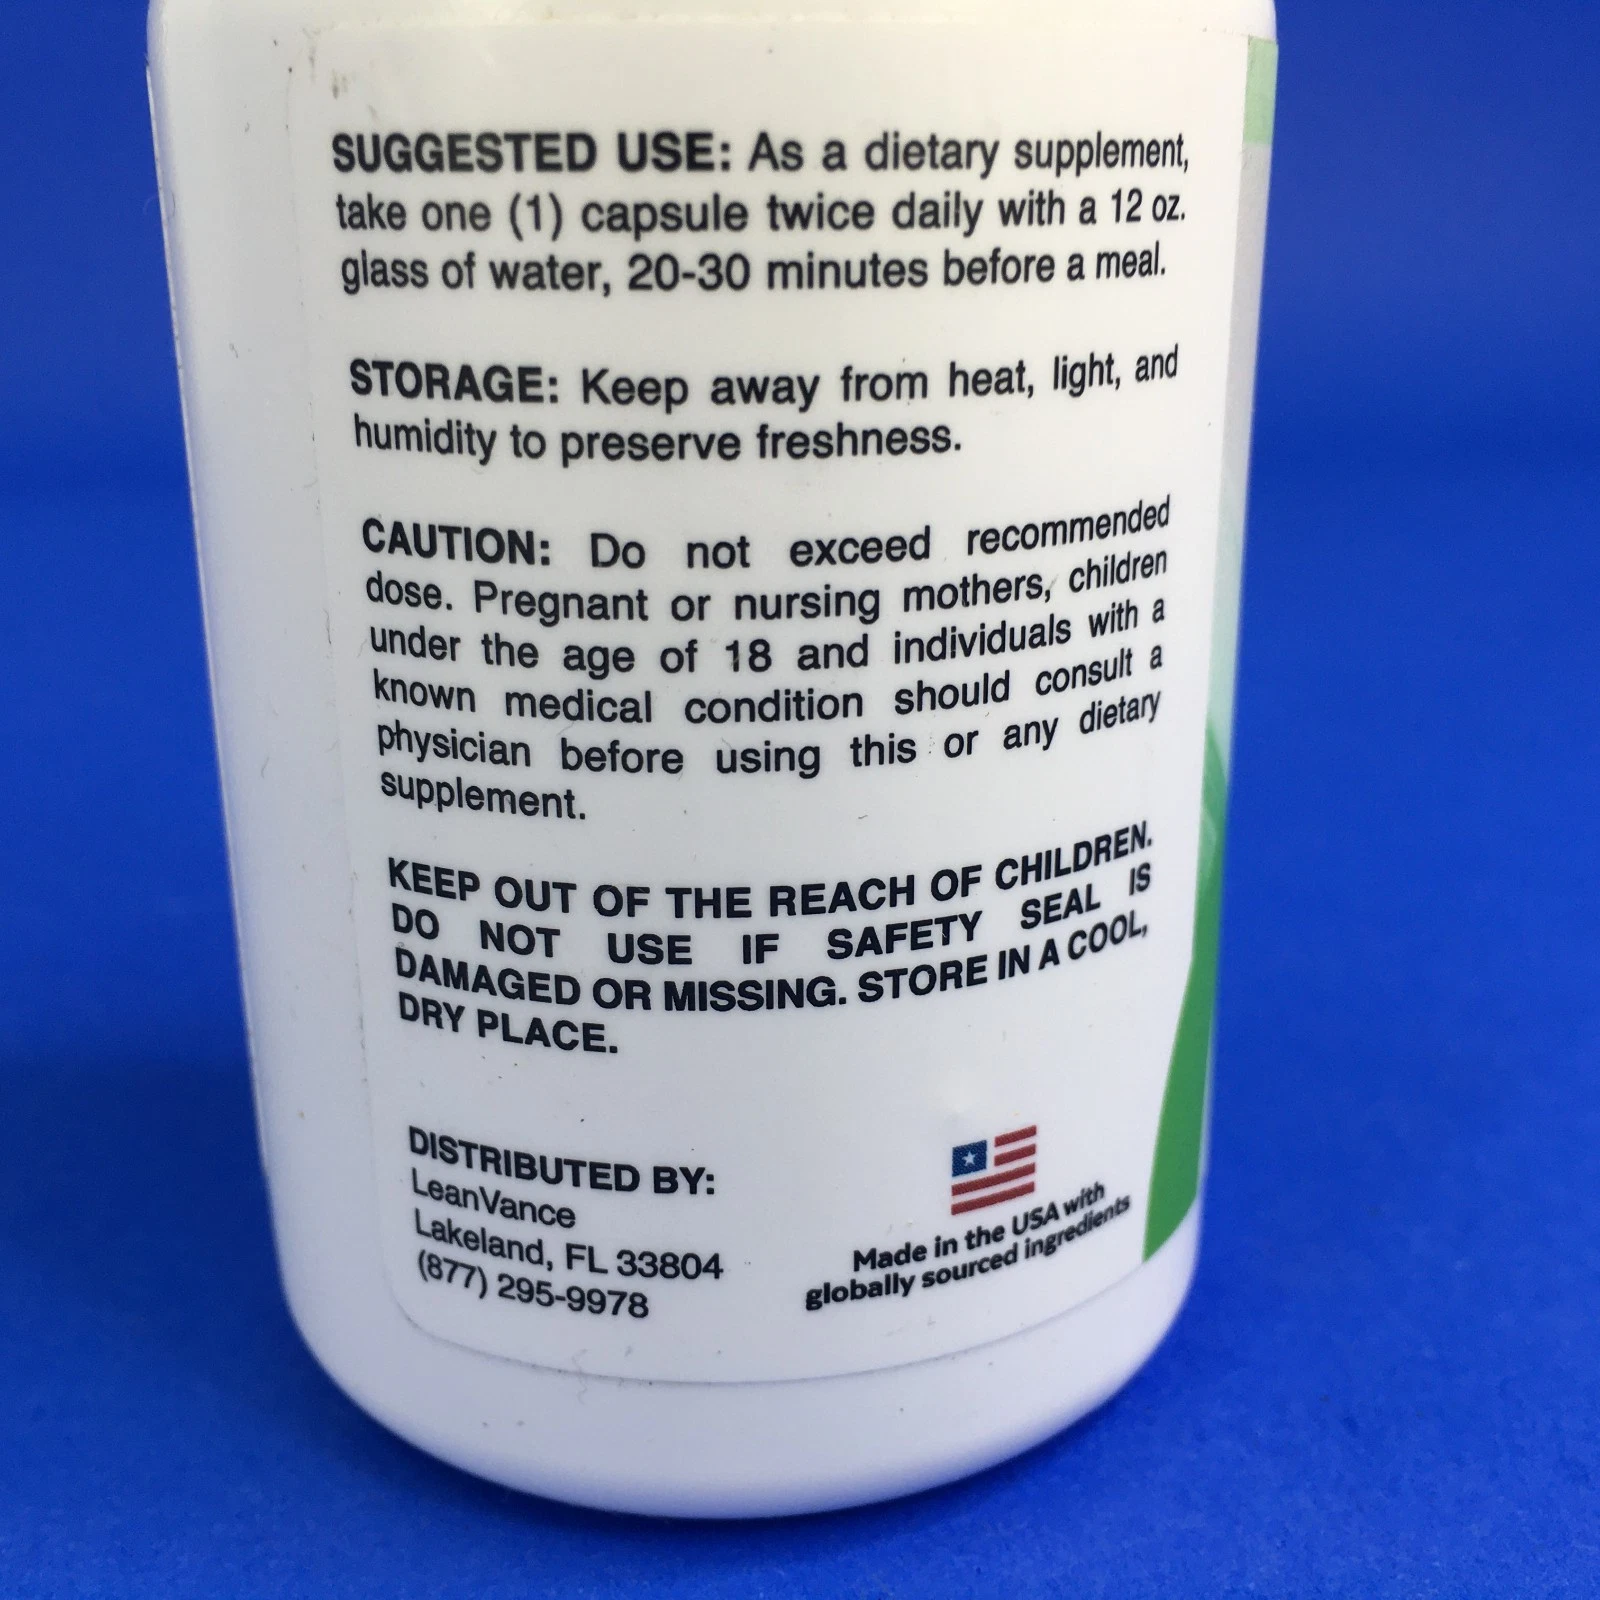 SUGGESTED USE: As a dietary supplement,
take one (1) capsule twice daily with a 12 oz.
glass of water, 20-30 minutes before a meal.
STORAGE: Keep away from heat, light, and
humidity to preserve freshness.
CAUTION: Do not exceed recommended
dose. Pregnant or nursing mothers, children
under the age of 18 and individuals with a
known medical condition should consult a
physician before using this or any dietary
supplement.
KEEP OUT OF THE REACH OF CHILDREN.
DO NOT USE IF SAFETY SEAL IS
DAMAGED OR MISSING. STORE IN A COOL,
DRY PLACE.
DISTRIBUTED BY:
LeanVance
Lakeland, FL 33804
(877) 295-9978
Made in the USA with
globally sourced ingredients